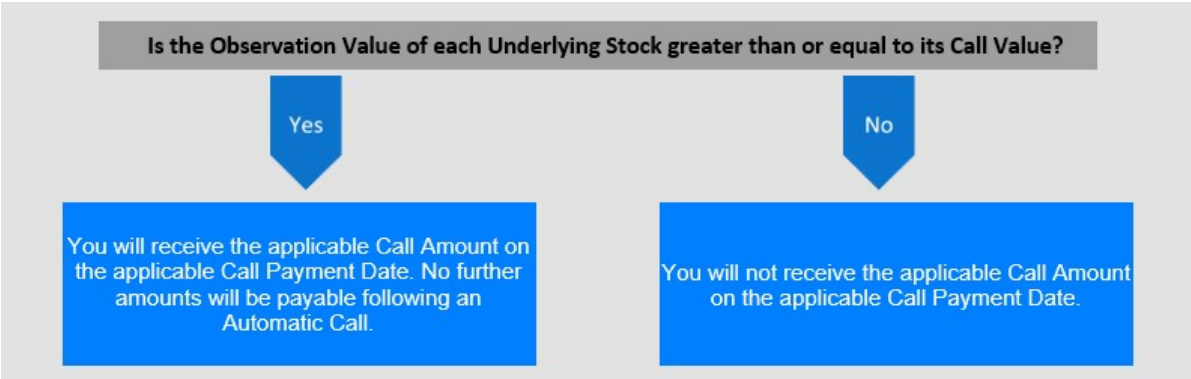 Is the Observation Value of each Underlying Stock greater than or equal to its Call Value?
Yes
No
You will receive the applicable Call Amount on
the applicable Call Payment Date. No further
amounts will be payable following an
Automatic Call.
You will not receive the applicable Call Amount
on the applicable Call Payment Date.